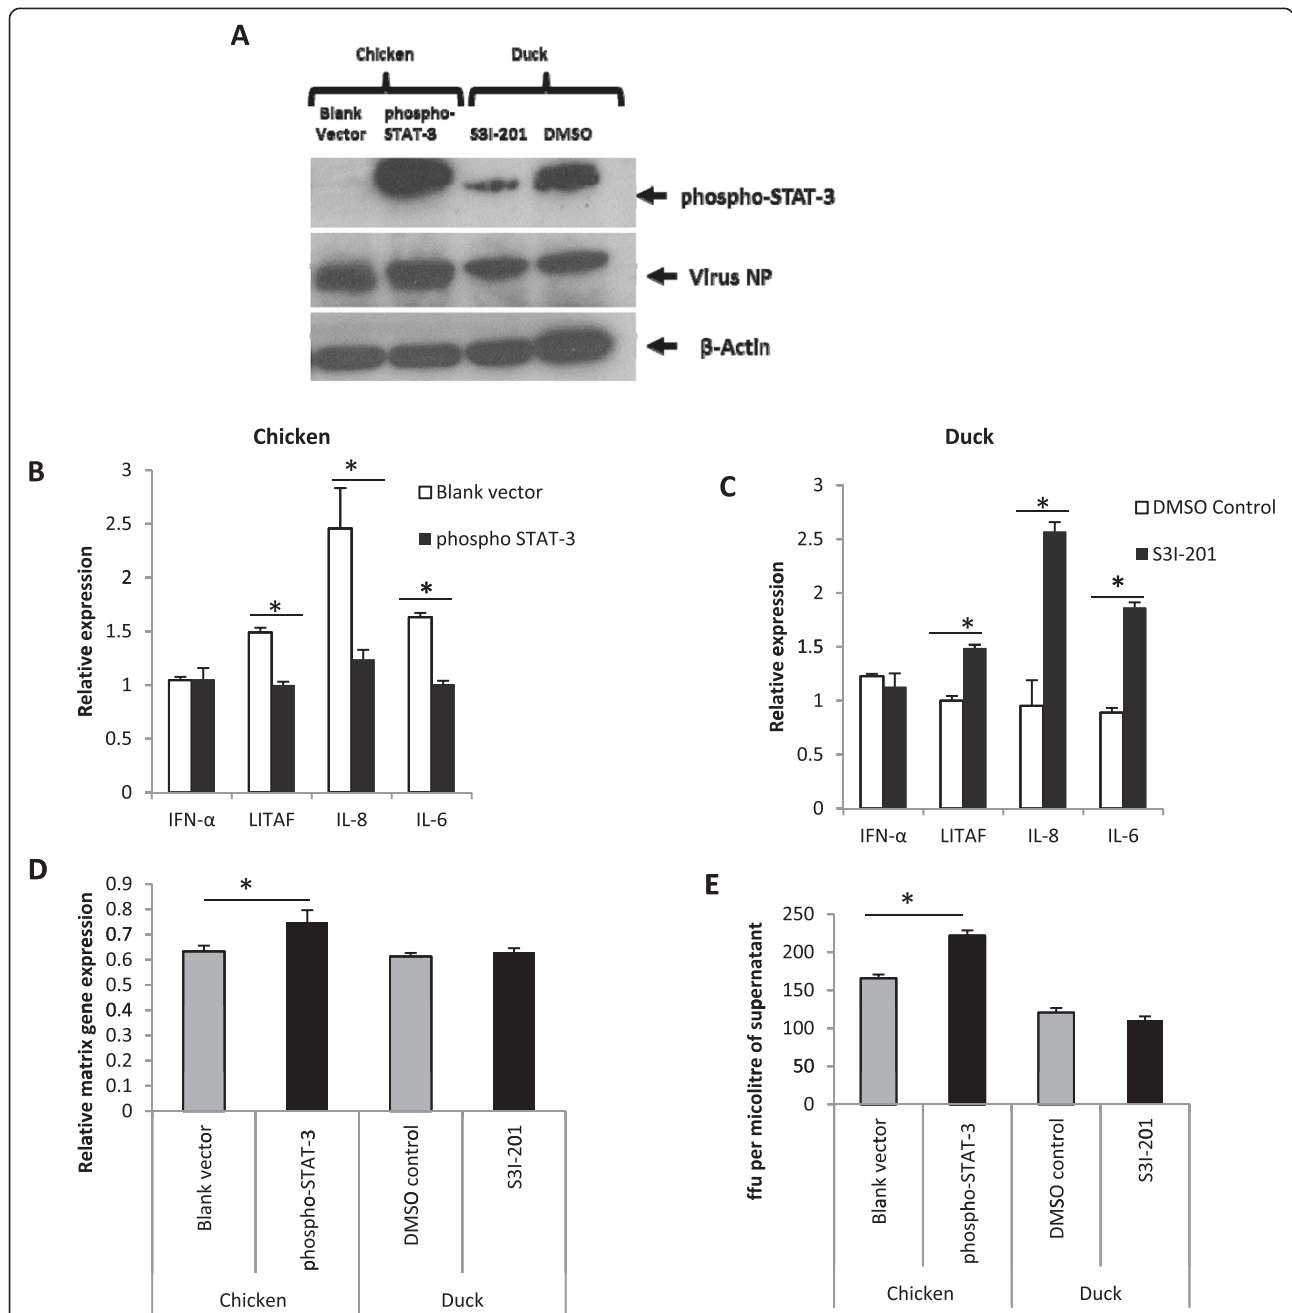 A
Chicken
Duck
Blank Vector
phospho-STAT-3
S3I-201
DMSO
phospho-STAT-3
Virus NP
β-Actin
B
Chicken
Relative expression
3
2.5
2
1.5
1
0.5
0
*
*
*
Blank vector
phospho STAT-3
IFN-α
LITAF
IL-8
IL-6
C
Duck
Relative expression
3
2.5
2
1.5
1
0.5
0
*
*
*
DMSO Control
S3I-201
IFN-α
LITAF
IL-8
IL-6
D
Relative matrix gene expression
0.9
0.8
0.7
0.6
0.5
0.4
0.3
0.2
0.1
0
*
Blank vector
phospho-STAT-3
DMSO control
S3I-201
Chicken
Duck
E
ffu per micolitre of supernatant
250
200
150
100
50
0
*
Blank vector
phospho-STAT-3
DMSO control
S3I-201
Chicken
Duck